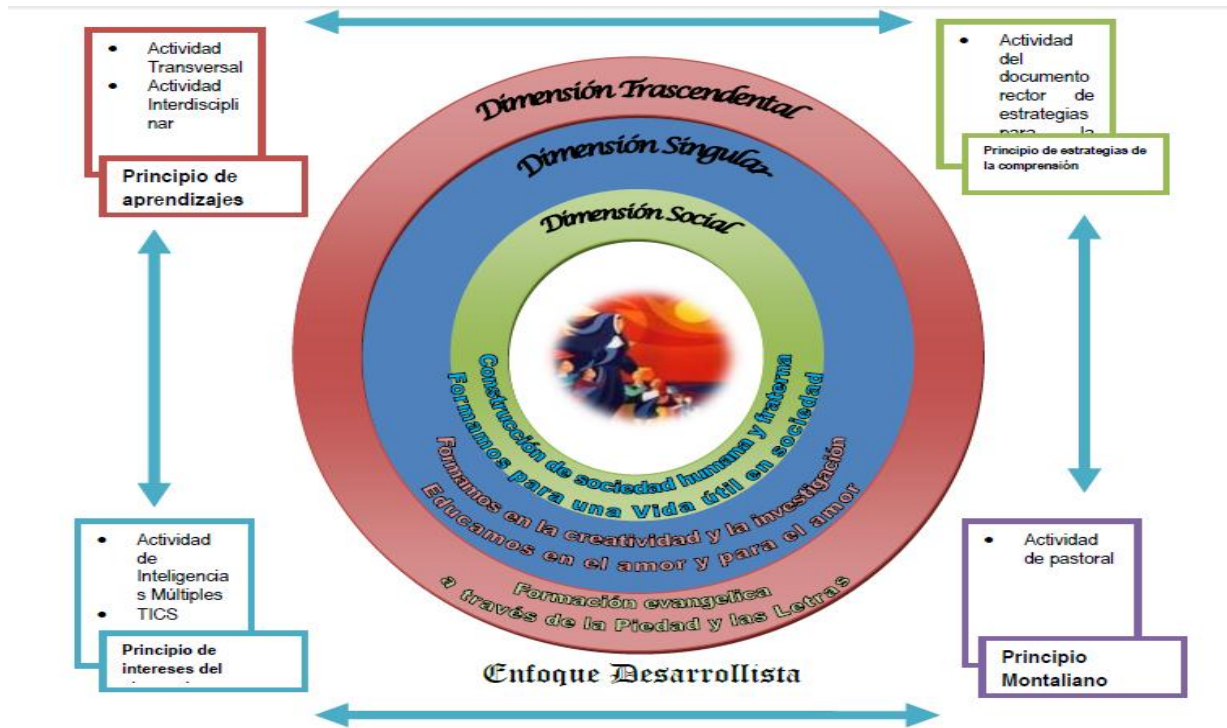 • Actividad
Transversal
• Actividad
Interdiscipli
nar
Principio de
aprendizajes
• Actividad
del
documento
rector de
estrategias
para la
Principio de estrategias de
la comprensión
Dimensión Trascendental
Dimensión Singular
Dimensión Social
Construcción de sociedad humana y fraterna
Formamos para una Vida útil en sociedad
Formamos en la creatividad y la investigación
Educamos en el amor y para el amor
Formación evangelica
a través de la Piedad y las Letras
• Actividad
de
Inteligencia
s Múltiples
• TICS
Principio de
intereses del
• Actividad
de pastoral
Principio
Montaliano
Enfoque Desarrollista